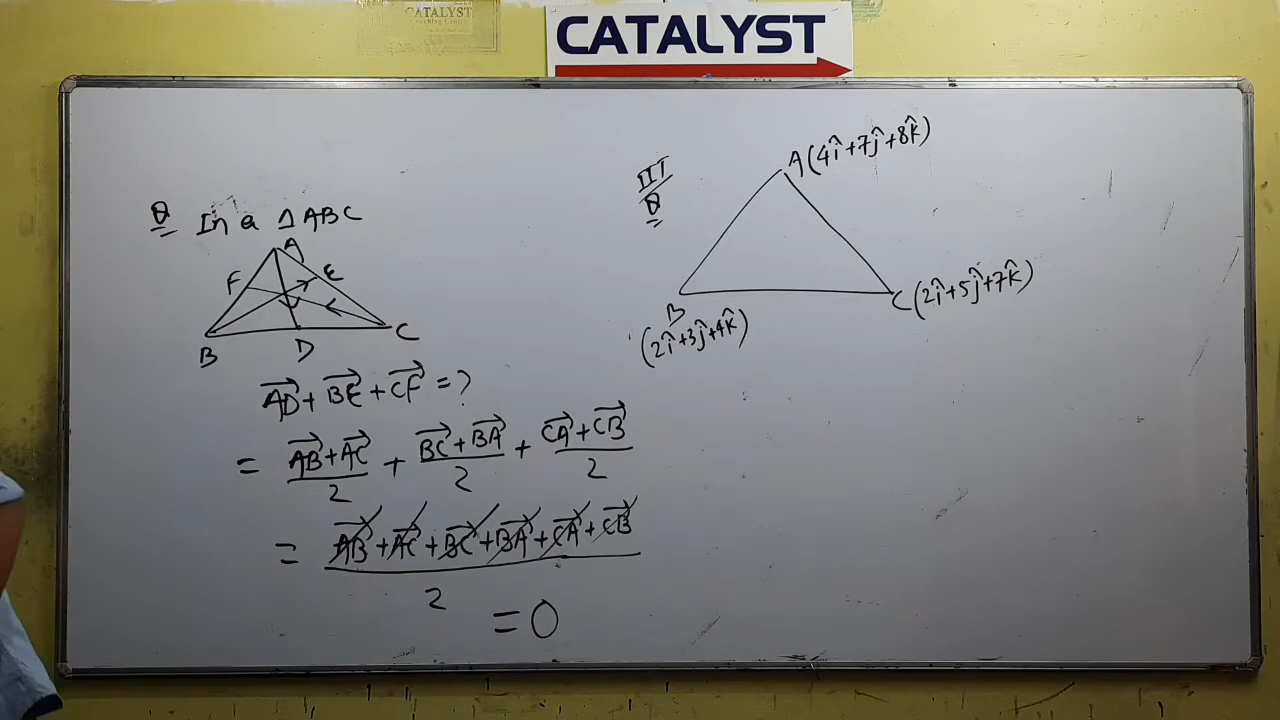 CATALYST
CATALYST
Q In a △ABC
A
F
E
B
D
C
AD→ + BE→ + CF→ = ?
= (AB→ + AC→)/2 + (BC→ + BA→)/2 + (CA→ + CB→)/2
= (AB→ + AC→ + BC→ + BA→ + CA→ + CB→)/2
= 0
IIT
Q
A(4î+7ĵ+8k̂)
B
(2î+3ĵ+4k̂)
C(2î+5ĵ+7k̂)